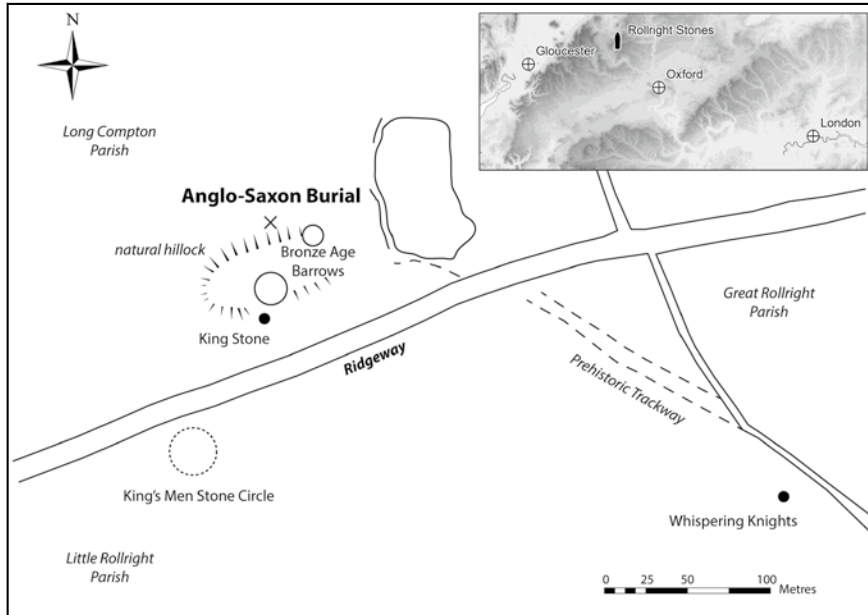 N
Rollright Stones
Gloucester
Oxford
London
Long Compton
Parish
Anglo-Saxon Burial
natural hillock
Bronze Age
Barrows
King Stone
Ridgeway
Great Rollright
Parish
Prehistoric Trackway
King's Men Stone Circle
Whispering Knights
Little Rollright
Parish
0 25 50 100
Metres